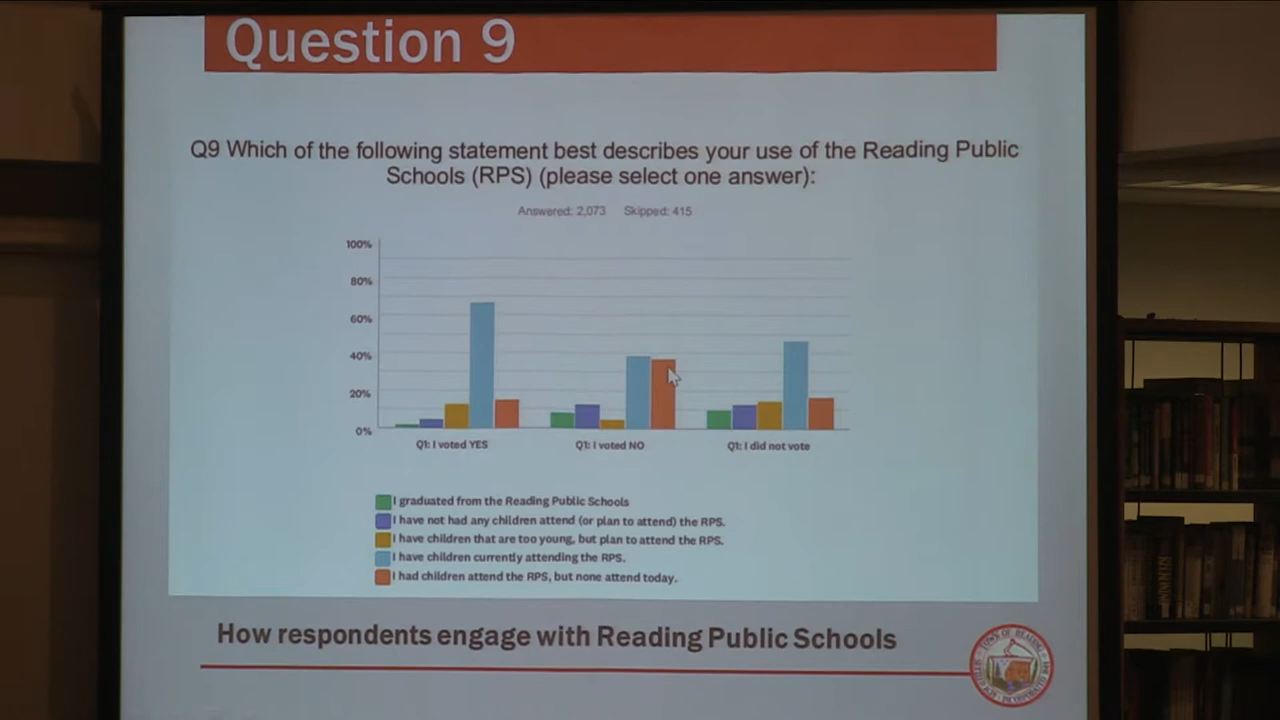 Question 9
Q9 Which of the following statement best describes your use of the Reading Public
Schools (RPS) (please select one answer):
Answered: 2,073 Skipped: 415
100%
80%
60%
40%
20%
0%
Q1: I voted YES
Q1: I voted NO
Q1: I did not vote
I graduated from the Reading Public Schools
I have not had any children attend (or plan to attend) the RPS.
I have children that are too young, but plan to attend the RPS.
I have children currently attending the RPS.
I had children attend the RPS, but none attend today.
How respondents engage with Reading Public Schools
TOWN OF READING